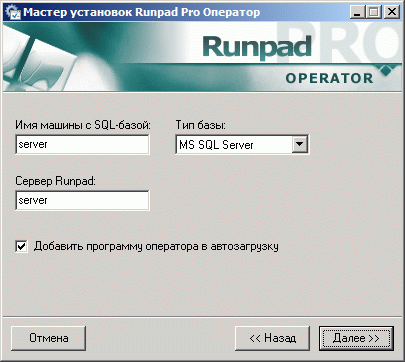 Мастер установок Runpad Pro Оператор
PRO
Runpad
OPERATOR
Имя машины с SQL-базой:
Тип базы:
server
MS SQL Server
Сервер Runpad:
server
Добавить программу оператора в автозагрузку
Отмена
<< Назад
Далее >>